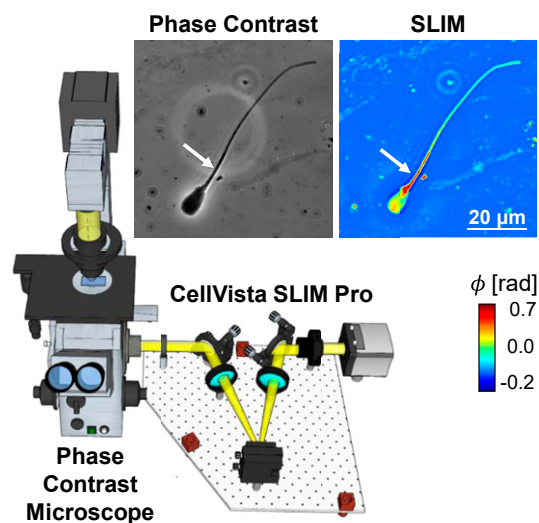 Phase Contrast
SLIM
20 µm
CellVista SLIM Pro
ϕ [rad]
0.7
0.0
-0.2
Phase
Contrast
Microscope